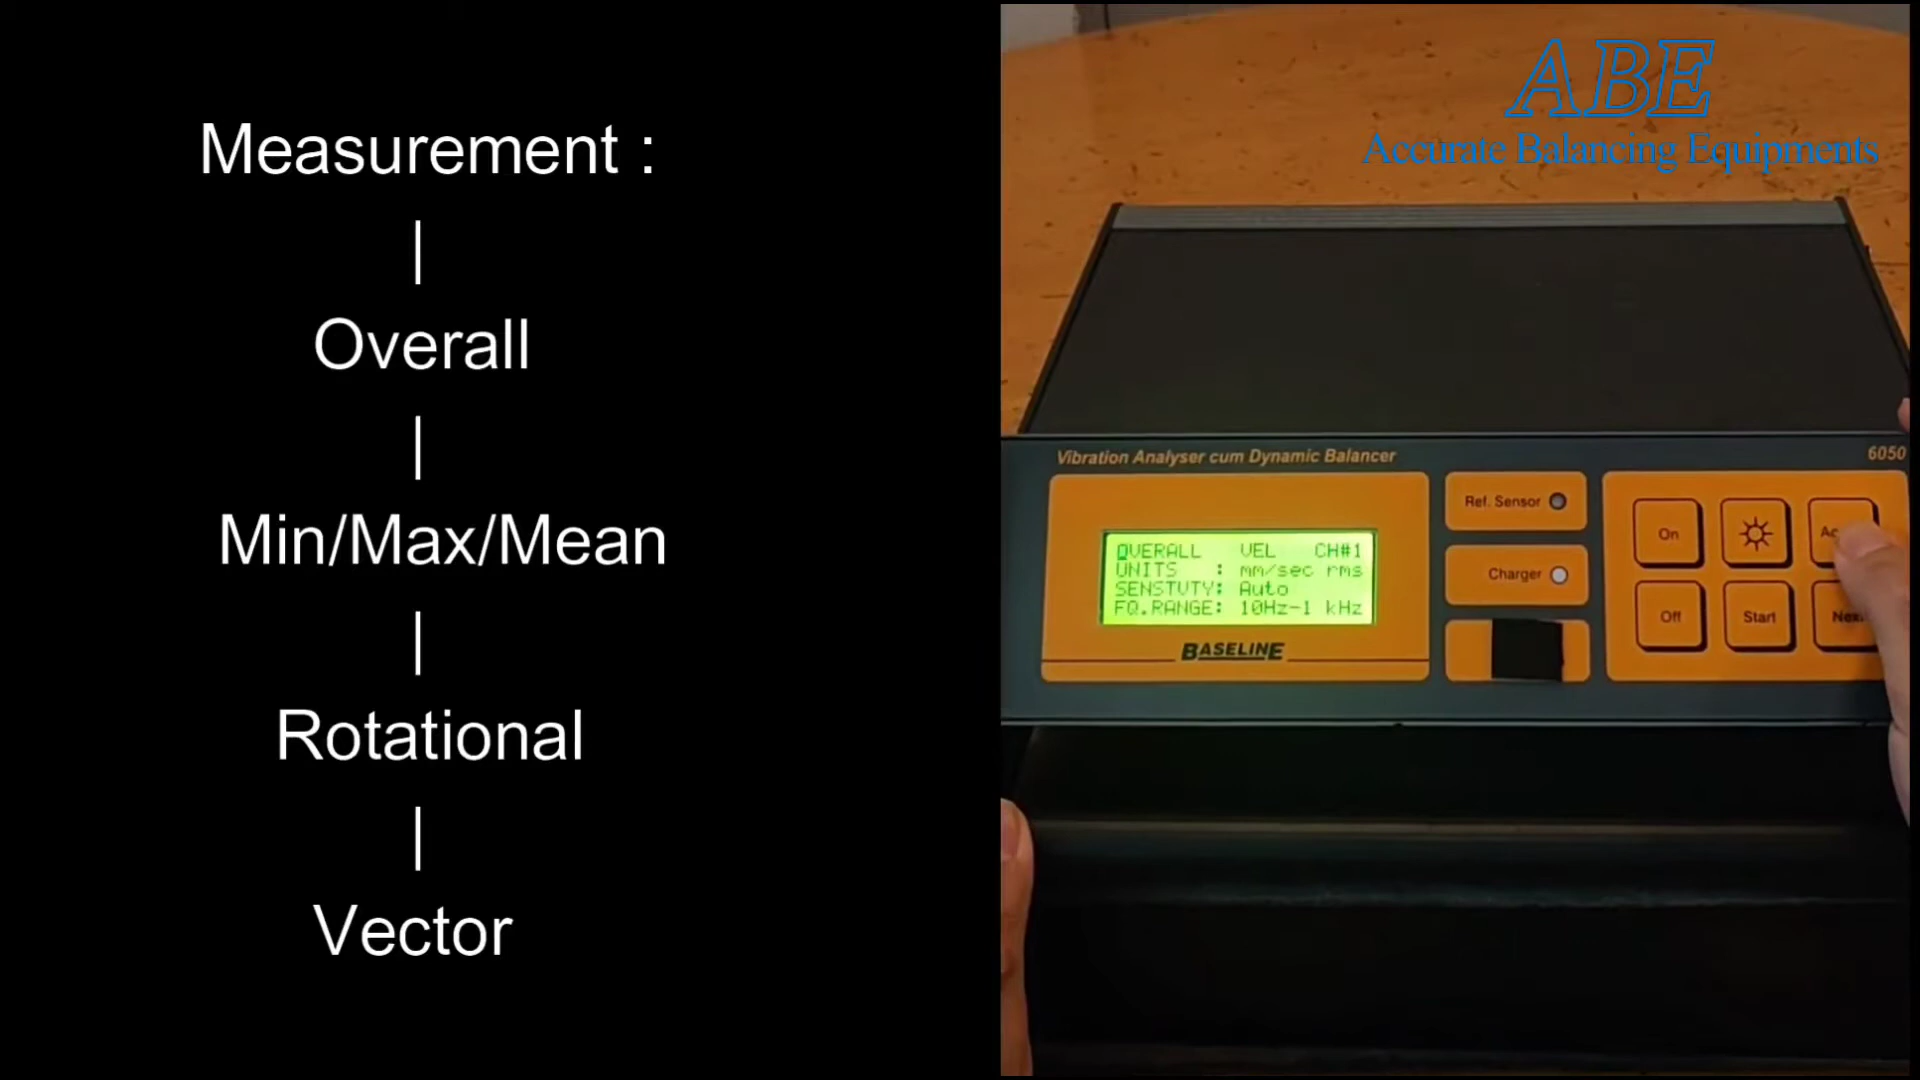 Measurement :
|
Overall
|
Min/Max/Mean
|
Rotational
|
Vector
ABE
Accurate Balancing Equipments
Vibration Analyser cum Dynamic Balancer
6050
OVERALL VEL CH#1
UNITS : mm/sec rms
SENSTVTY: Auto
FQ.RANGE: 10Hz-1 kHz
BASELINE
Ref. Sensor
Charger
On
Off
Start